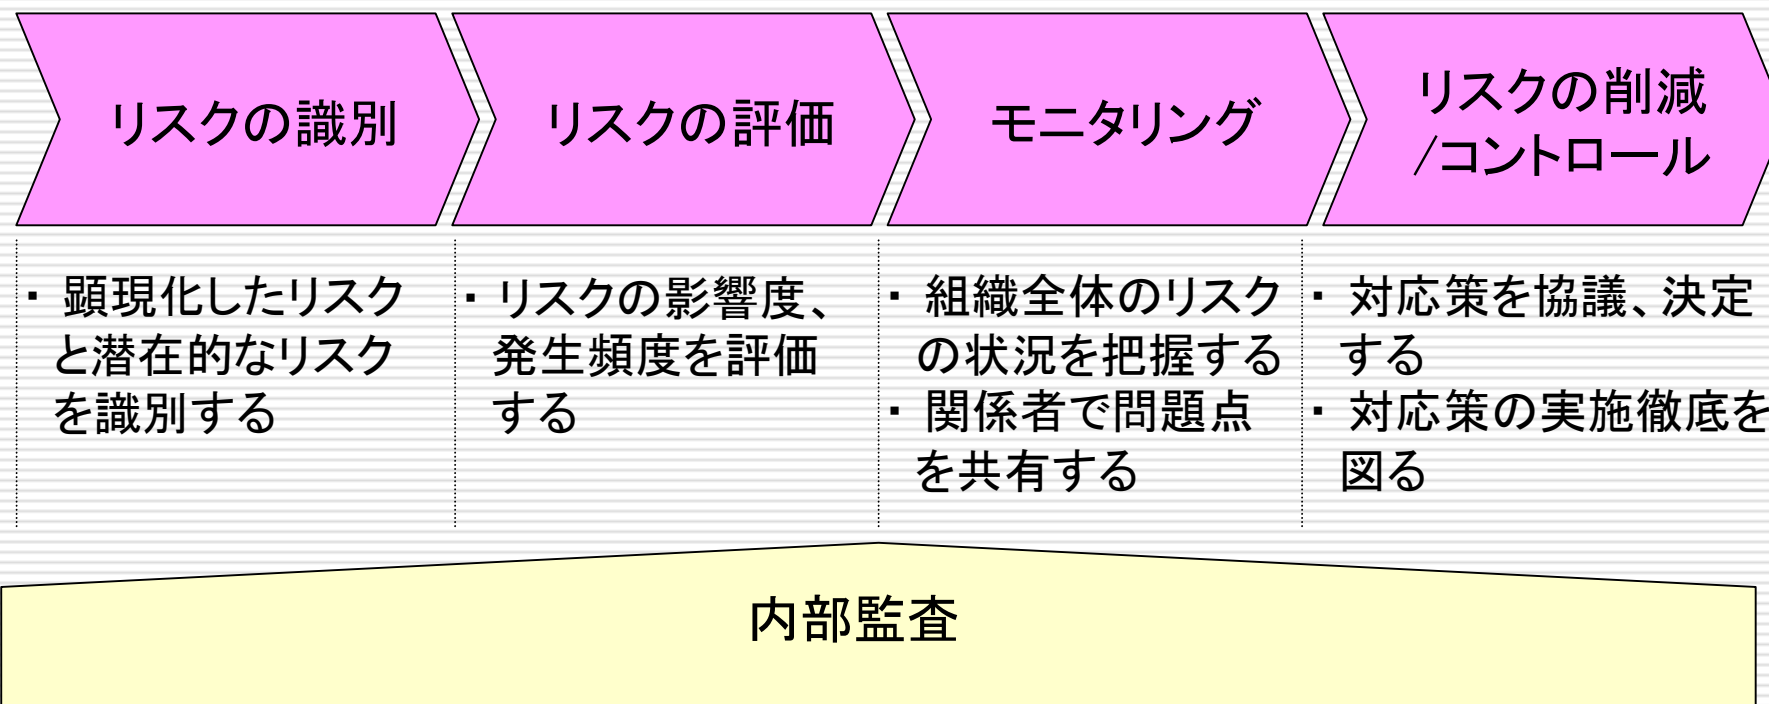 リスクの識別
リスクの評価
モニタリング
リスクの削減
/コントロール
・ 顕現化したリスク
と潜在的なリスク
を識別する
・ リスクの影響度、
発生頻度を評価
する
・ 組織全体のリスク
の状況を把握する
・ 関係者で問題点
を共有する
・ 対応策を協議、決定
する
・ 対応策の実施徹底を
図る
内部監査